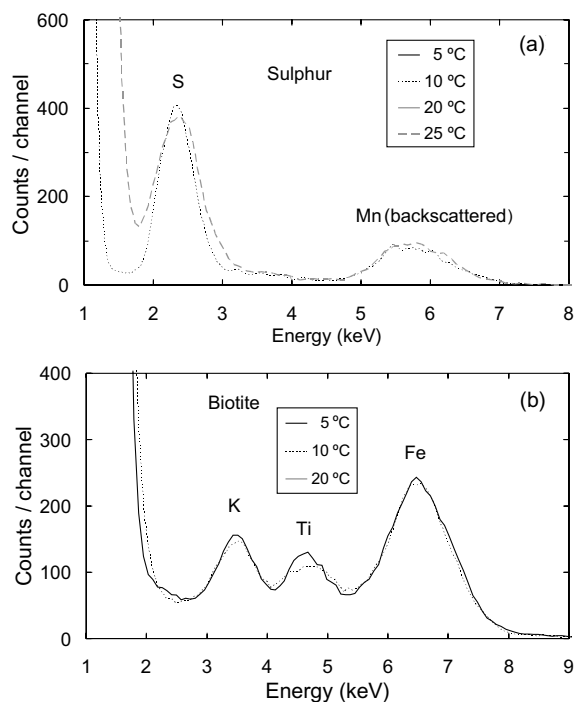 600
400
200
0
Counts / channel
(a)
S
Sulphur
5 ºC
10 ºC
20 ºC
25 ºC
Mn (backscattered)
1 2 3 4 5 6 7 8
Energy (keV)
400
300
200
100
0
Counts / channel
(b)
Biotite
5 ºC
10 ºC
20 ºC
K
Ti
Fe
1 2 3 4 5 6 7 8 9
Energy (keV)